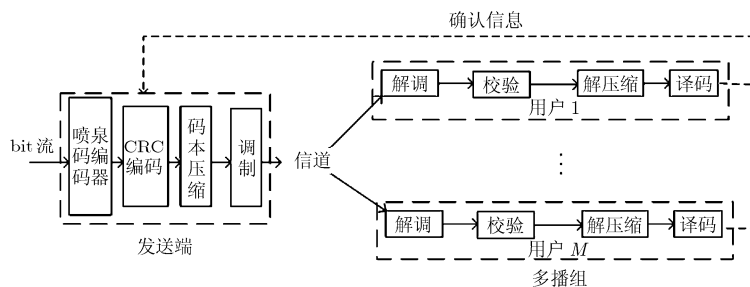 确认信息
解调 校验 解压缩 译码
用户 1
bit 流
喷泉
码编
码器
CRC
编码
码
本
压
缩
调
制
信道
发送端
解调 校验 解压缩 译码
用户 M
多播组